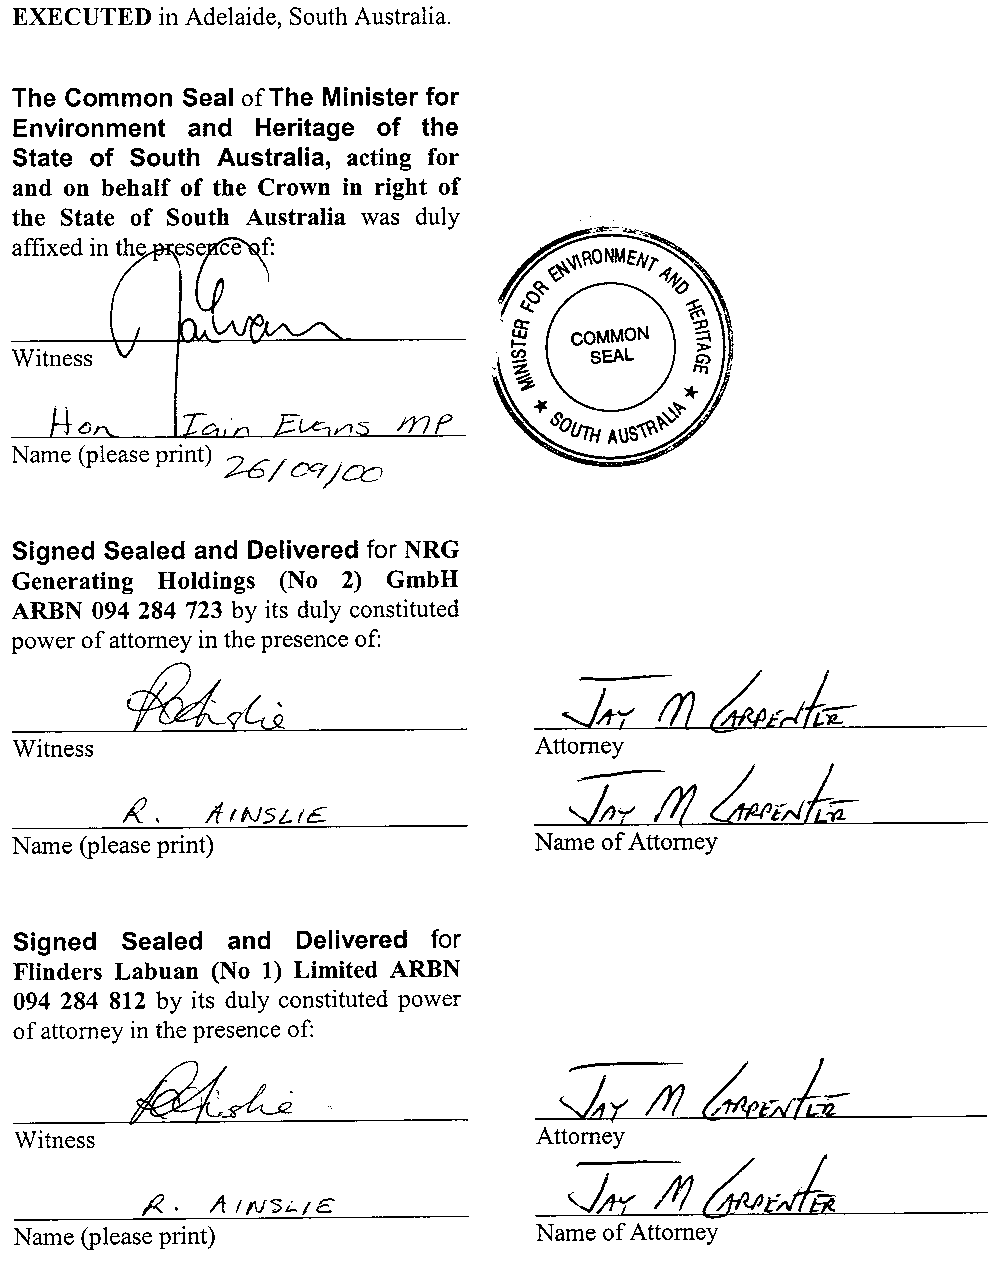 EXECUTED in Adelaide, South Australia.
The Common Seal of The Minister for
Environment and Heritage of the
State of South Australia, acting for
and on behalf of the Crown in right of
the State of South Australia was duly
affixed in the presence of:
MINISTER FOR ENVIRONMENT AND HERITAGE
★ SOUTH AUSTRALIA ★
COMMON
SEAL
Witness
Hon Iain Evans MP
Name (please print)
26/09/00
Signed Sealed and Delivered for NRG
Generating Holdings (No 2) GmbH
ARBN 094 284 723 by its duly constituted
power of attorney in the presence of:
JAY M CARPENTER
Witness
Attorney
R. AINSLIE
JAY M CARPENTER
Name (please print)
Name of Attorney
Signed Sealed and Delivered for
Flinders Labuan (No 1) Limited ARBN
094 284 812 by its duly constituted power
of attorney in the presence of:
JAY M CARPENTER
Witness
Attorney
R. AINSLIE
JAY M CARPENTER
Name (please print)
Name of Attorney